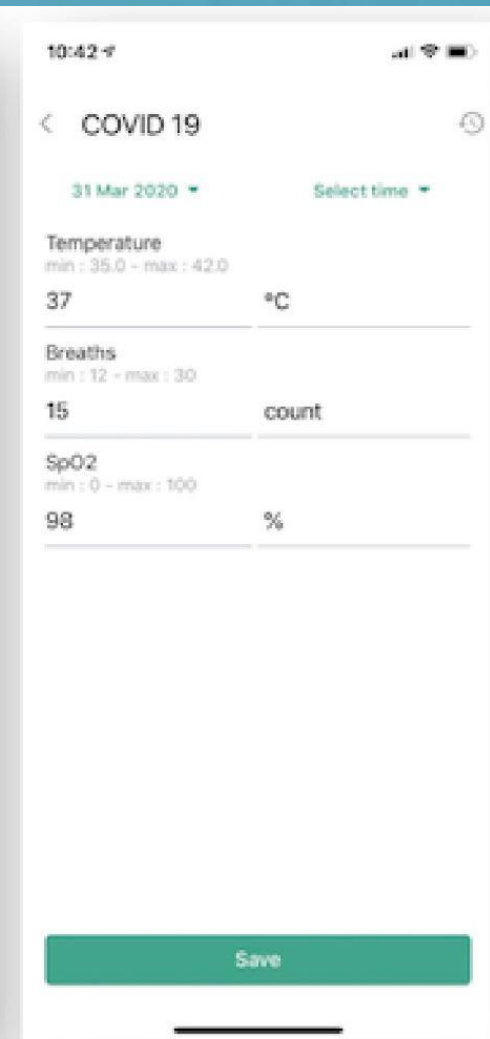 10:42
COVID 19
31 Mar 2020 Select time
Temperature
min : 35.0 - max : 42.0
37 °C
Breaths
min : 12 - max : 30
15 count
SpO2
min : 0 - max : 100
98 %
Save